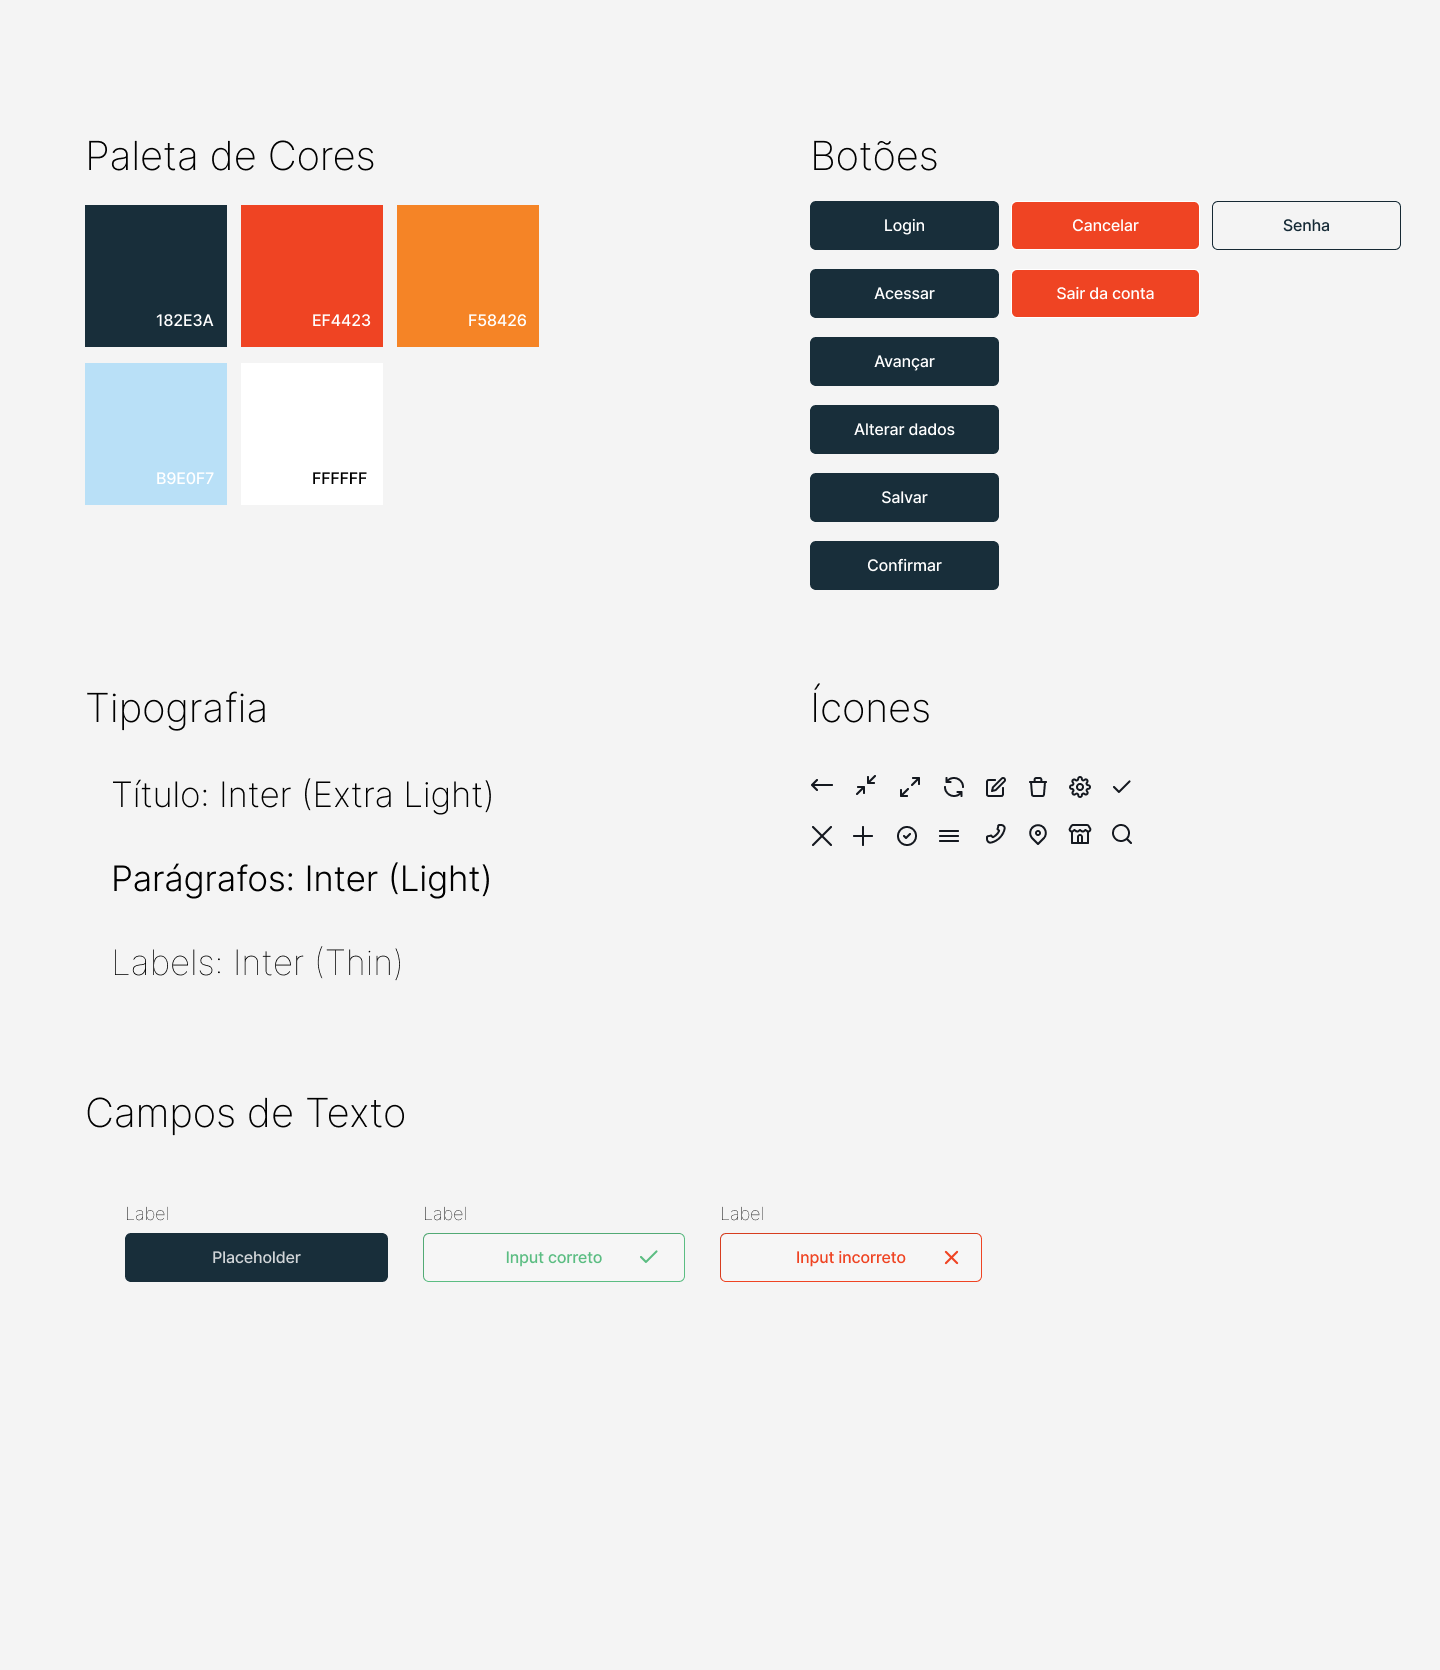 Paleta de Cores
182E3A
EF4423
F58426
B9E0F7
FFFFFF
Botões
Login
Cancelar
Senha
Acessar
Sair da conta
Avançar
Alterar dados
Salvar
Confirmar
Tipografia
Título: Inter (Extra Light)
Parágrafos: Inter (Light)
Labels: Inter (Thin)
Ícones
Campos de Texto
Label
Placeholder
Label
Input correto
Label
Input incorreto